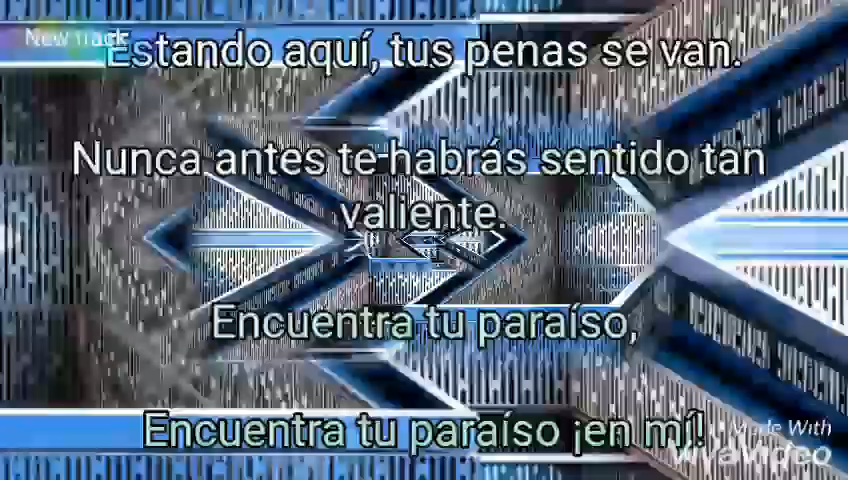 New track
Estando aquí, tus penas se van.
Nunca antes te habrás sentido tan
valiente.
Encuentra tu paraíso,
Encuentra tu paraíso ¡en mí!
Made With
VivaVideo